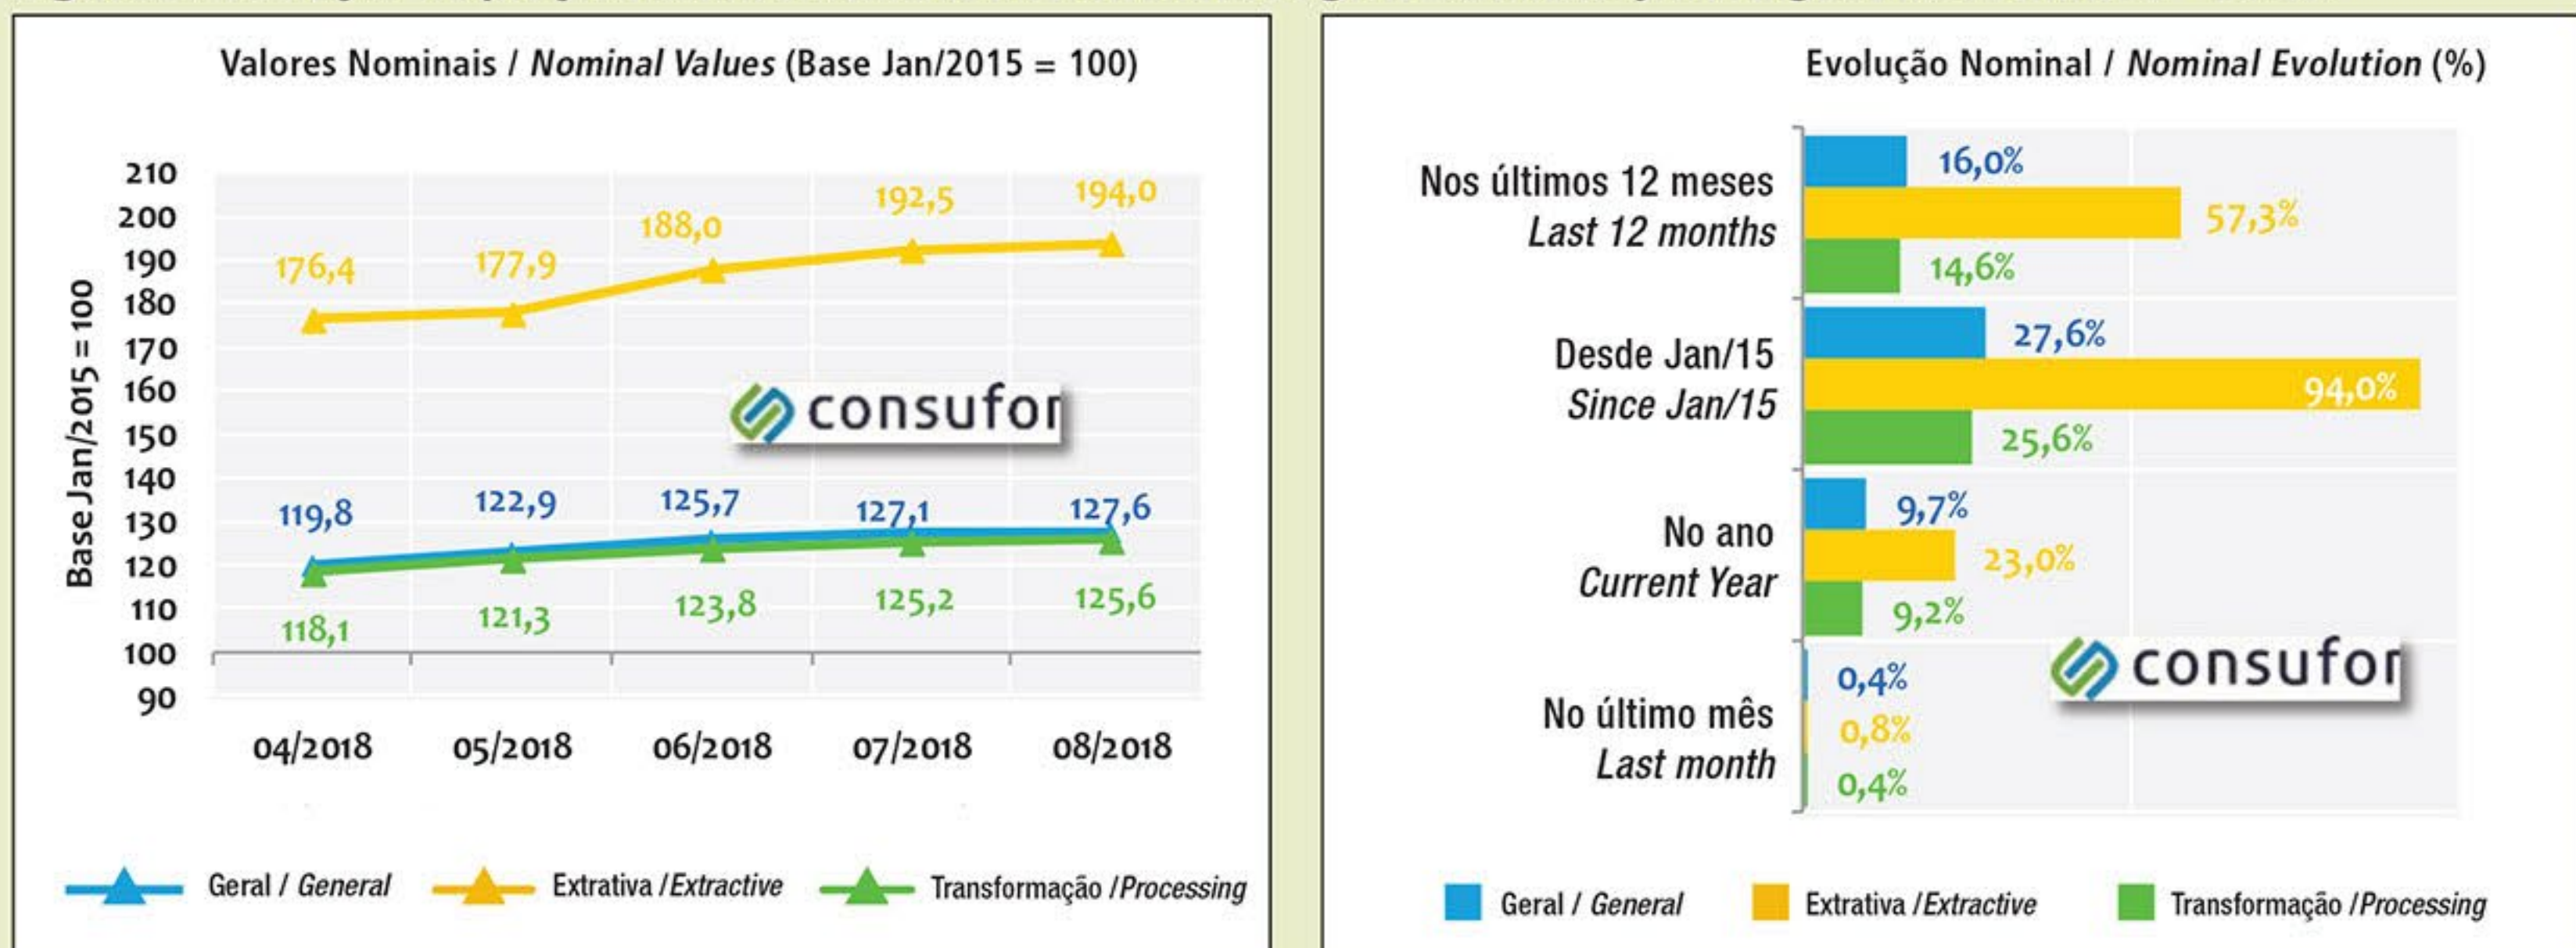 Valores Nominais / Nominal Values (Base Jan/2015 = 100)
Base Jan/2015 = 100
210
200
190
180
170
160
150
140
130
120
110
100
90
176,4
177,9
188,0
192,5
194,0
consufor
119,8
122,9
125,7
127,1
127,6
118,1
121,3
123,8
125,2
125,6
04/2018
05/2018
06/2018
07/2018
08/2018
Geral / General
Extrativa /Extractive
Transformação /Processing
Evolução Nominal / Nominal Evolution (%)
Nos últimos 12 meses
Last 12 months
16,0%
57,3%
14,6%
Desde Jan/15
Since Jan/15
27,6%
94,0%
25,6%
No ano
Current Year
9,7%
23,0%
9,2%
No último mês
Last month
0,4%
0,8%
0,4%
consufor
Geral / General
Extrativa /Extractive
Transformação /Processing